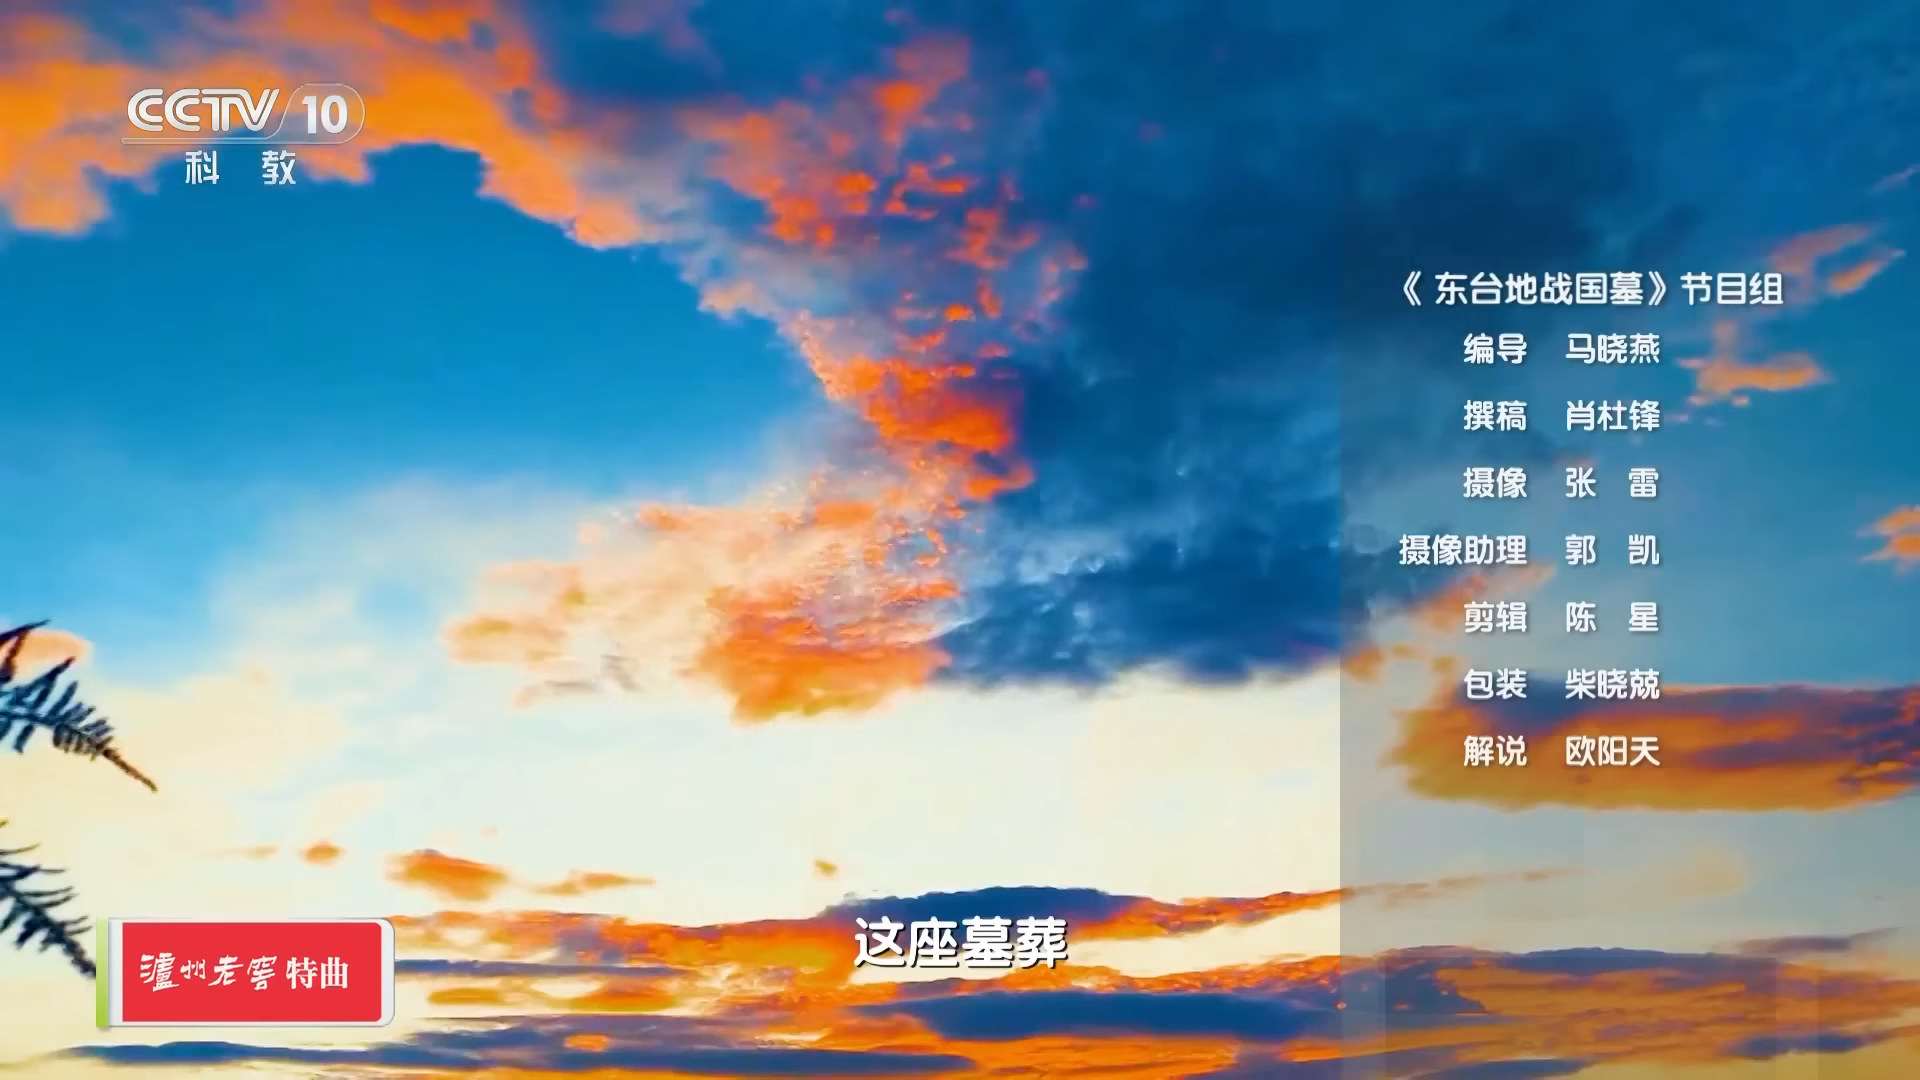 CCTV 10
科 教
《东台地战国墓》节目组
编导 马晓燕
撰稿 肖杜锋
摄像 张 雷
摄像助理 郭 凯
剪辑 陈 星
包装 柴晓兢
解说 欧阳天
这座墓葬
泸州老窖 特曲